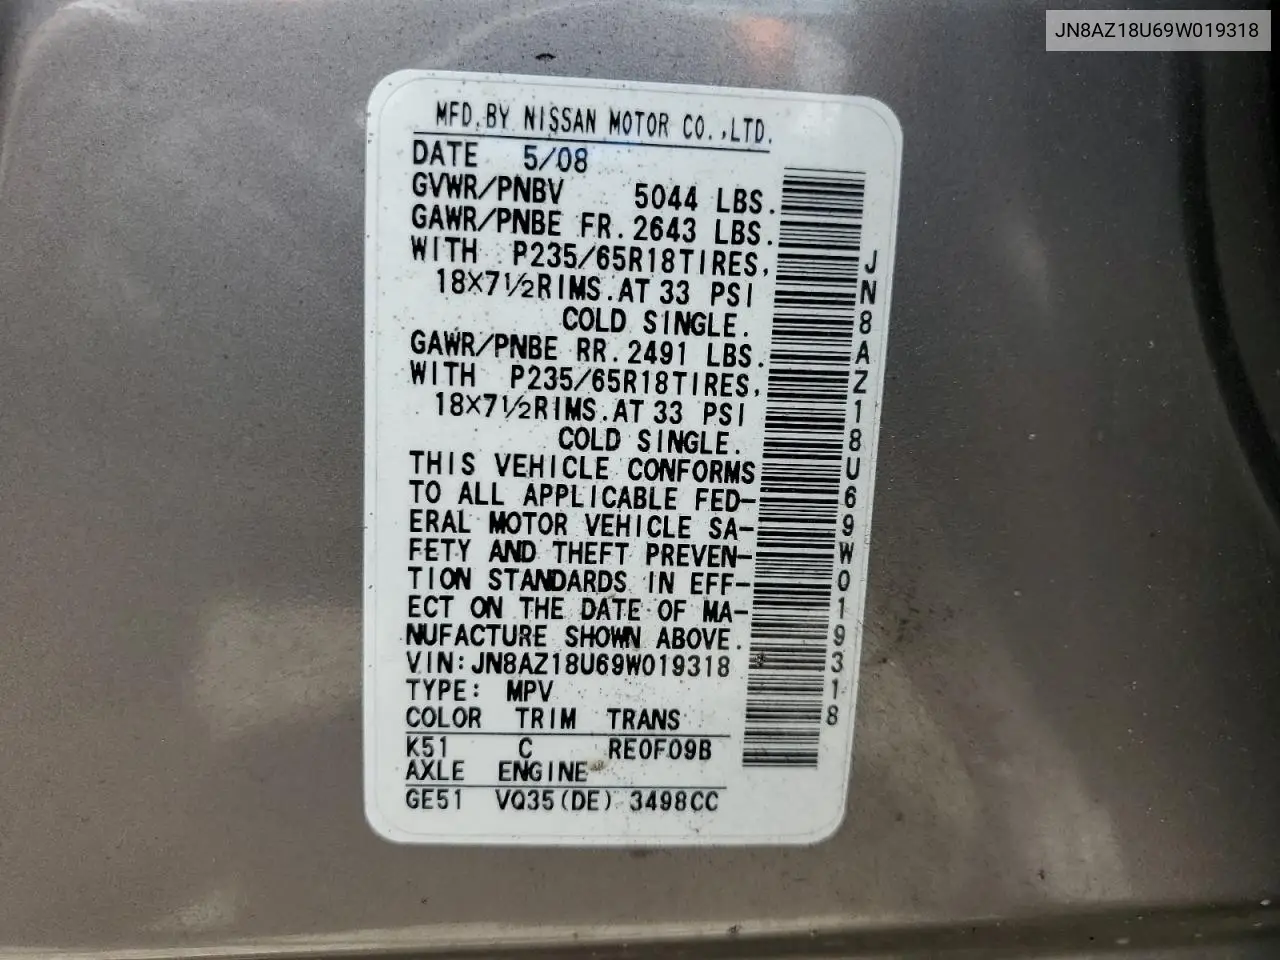 JN8AZ18U69W019318
MFD.BY NISSAN MOTOR CO.,LTD.
DATE 5/08
GVWR/PNBV 5044 LBS.
GAWR/PNBE FR. 2643 LBS.
WITH P235/65R18TIRES,
18X7½RIMS.AT 33 PSI
COLD SINGLE.
GAWR/PNBE RR. 2491 LBS.
WITH P235/65R18TIRES,
18X7½RIMS.AT 33 PSI
COLD SINGLE.
THIS VEHICLE CONFORMS
TO ALL APPLICABLE FED-
ERAL MOTOR VEHICLE SA-
FETY AND THEFT PREVEN-
TION STANDARDS IN EFF-
ECT ON THE DATE OF MA-
NUFACTURE SHOWN ABOVE.
VIN:JN8AZ18U69W019318
TYPE: MPV
COLOR TRIM TRANS
K51 C RE0F09B
AXLE ENGINE
GE51 VQ35(DE) 3498CC
JN8AZ18U69W019318